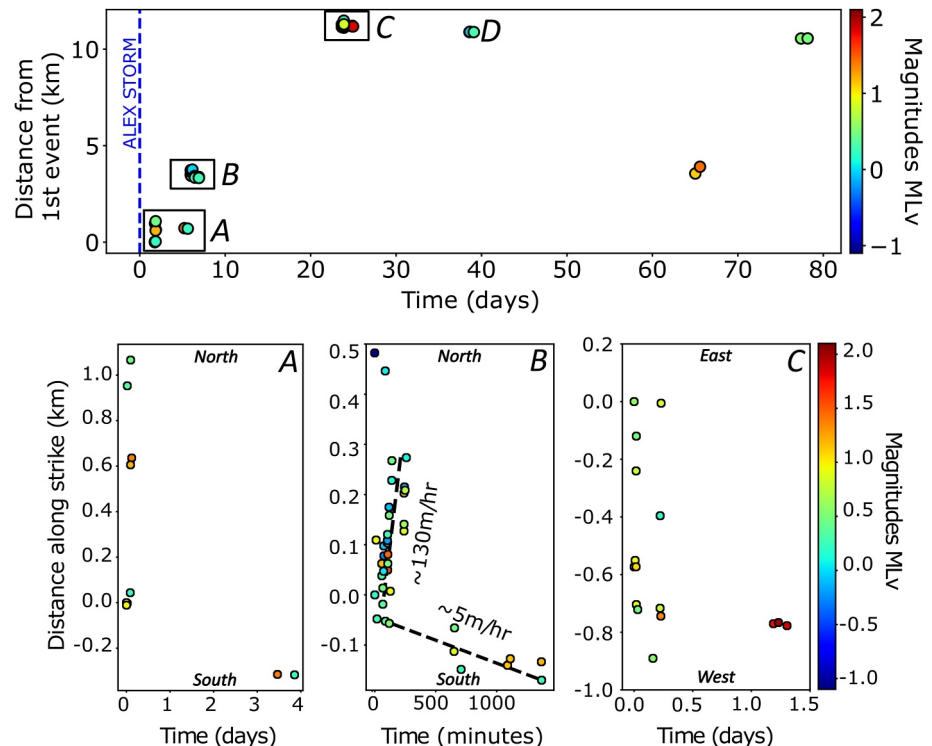 Distance from
1st event (km)
10
5
0
ALEX STORM
A
B
C
D
0 10 20 30 40 50 60 70 80
Time (days)
2
1
0
−1
Magnitudes MLv
Distance along strike (km)
1.0
0.8
0.6
0.4
0.2
0.0
-0.2
North
A
South
0 1 2 3 4
Time (days)
0.5
0.4
0.3
0.2
0.1
0.0
-0.1
North
B
~130m/hr
~5m/hr
South
0 500 1000
Time (minutes)
0.2
0.0
-0.2
-0.4
-0.6
-0.8
-1.0
East
C
West
0.0 0.5 1.0 1.5
Time (days)
2.0
1.5
1.0
0.5
0.0
-0.5
-1.0
Magnitudes MLv